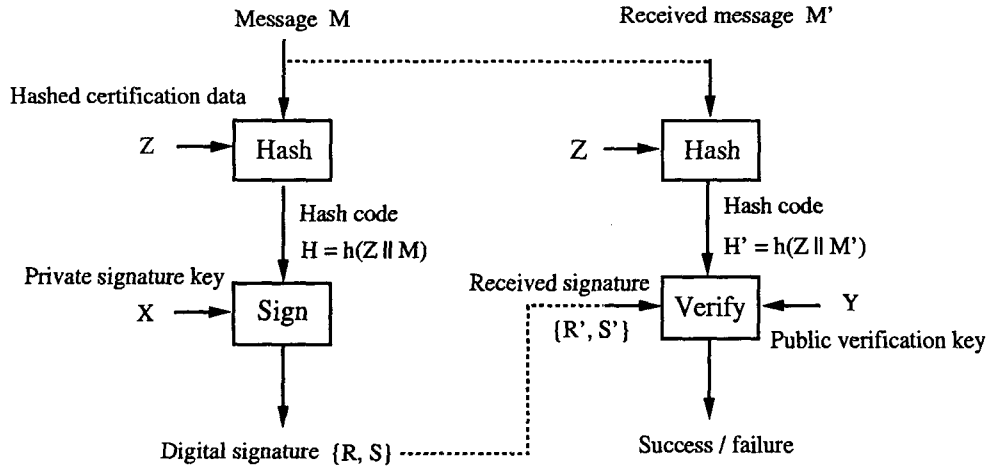 Message M
Received message M'
Hashed certification data
Z
Hash
Z
Hash
Hash code
H = h(Z || M)
Hash code
H' = h(Z || M')
Private signature key
X
Sign
Received signature
{R', S'}
Verify
Y
Public verification key
Digital signature {R, S}
Success / failure